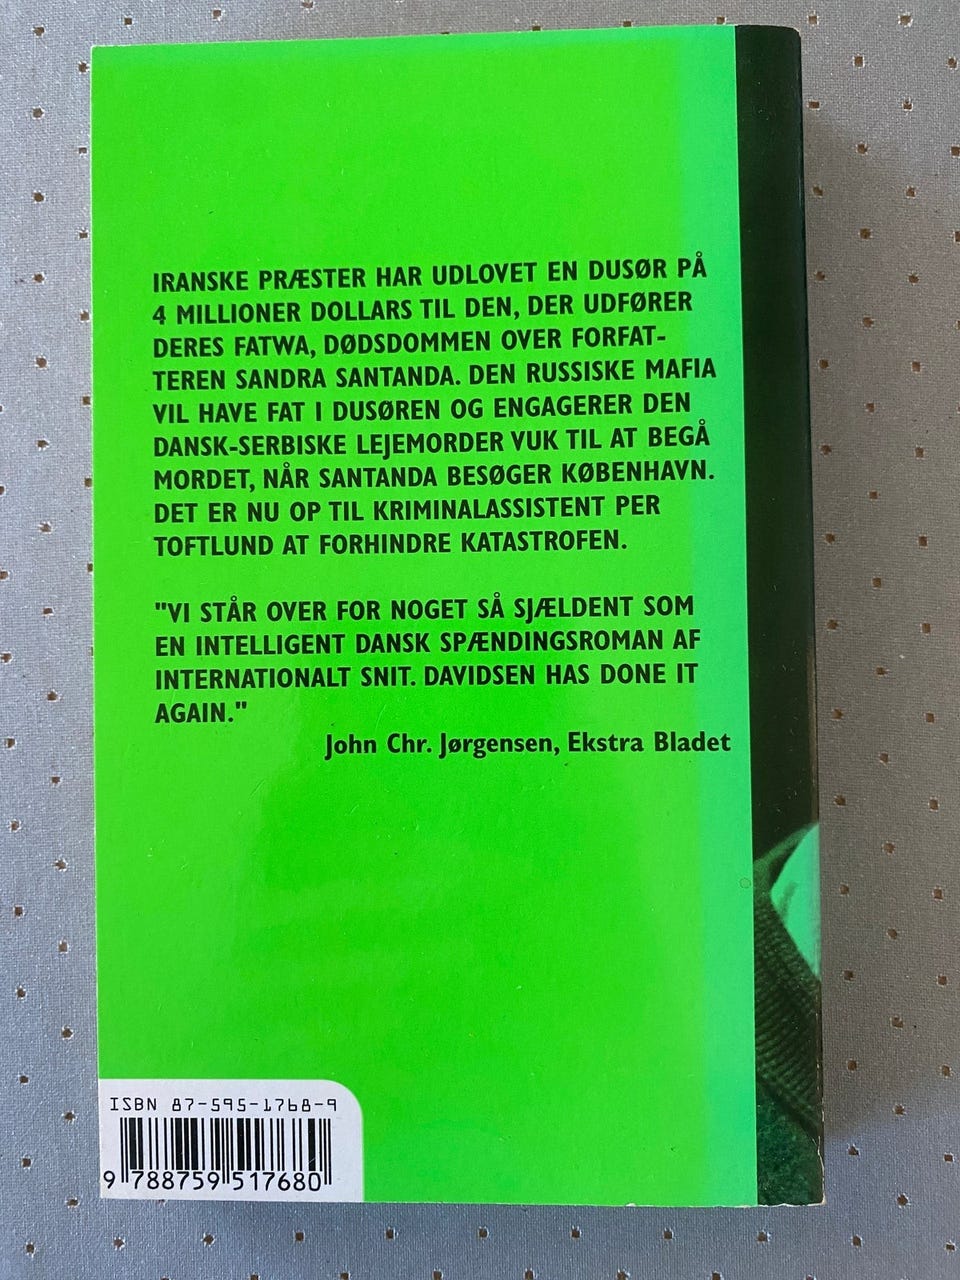 IRANSKE PRÆSTER HAR UDLOVET EN DUSØR PÅ
4 MILLIONER DOLLARS TIL DEN, DER UDFØRER
DERES FATWA, DØDSDOMMEN OVER FORFAT-
TEREN SANDRA SANTANDA. DEN RUSSISKE MAFIA
VIL HAVE FAT I DUSØREN OG ENGAGERER DEN
DANSK-SERBISKE LEJEMORDER VUK TIL AT BEGÅ
MORDET, NÅR SANTANDA BESØGER KØBENHAVN.
DET ER NU OP TIL KRIMINALASSISTENT PER
TOFTLUND AT FORHINDRE KATASTROFEN.
"VI STÅR OVER FOR NOGET SÅ SJÆLDENT SOM
EN INTELLIGENT DANSK SPÆNDINGSROMAN AF
INTERNATIONALT SNIT. DAVIDSEN HAS DONE IT
AGAIN."
John Chr. Jørgensen, Ekstra Bladet
ISBN 87-595-1768-9
9 788759 517680